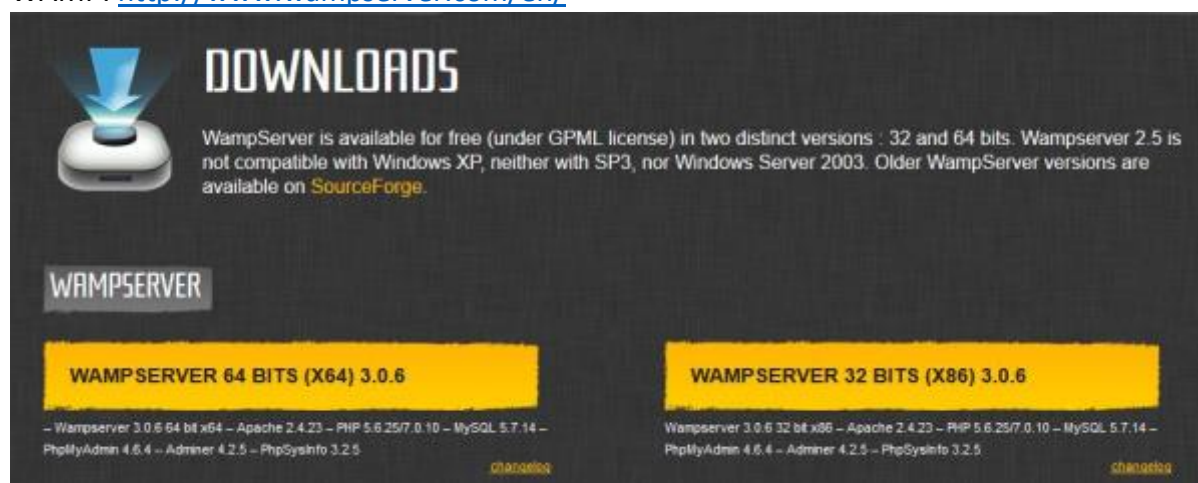 DOWNLOADS
WampServer is available for free (under GPML license) in two distinct versions : 32 and 64 bits. Wampserver 2.5 is
not compatible with Windows XP, neither with SP3, nor Windows Server 2003. Older WampServer versions are
available on SourceForge.
WAMPSERVER
WAMPSERVER 64 BITS (X64) 3.0.6
– Wampserver 3.0.6 64 bit x64 – Apache 2.4.23 – PHP 5.6.25/7.0.10 – MySQL 5.7.14 –
PhpMyAdmin 4.6.4 – Adminer 4.2.5 – PhpSysInfo 3.2.5
changelog
WAMPSERVER 32 BITS (X86) 3.0.6
Wampserver 3.0.6 32 bit x86 – Apache 2.4.23 – PHP 5.6.25/7.0.10 – MySQL 5.7.14 –
PhpMyAdmin 4.6.4 – Adminer 4.2.5 – PhpSysInfo 3.2.5
changelog